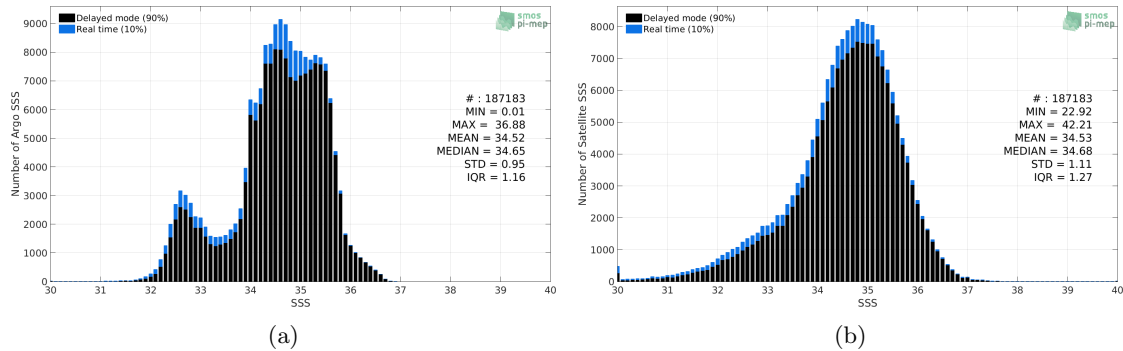 Delayed mode (90%)
Real time (10%)
smos
pi-mep
Number of Argo SSS
9000
8000
7000
6000
5000
4000
3000
2000
1000
0
# : 187183
MIN = 0.01
MAX = 36.88
MEAN = 34.52
MEDIAN = 34.65
STD = 0.95
IQR = 1.16
30 31 32 33 34 35 36 37 38 39 40
SSS
(a)
Delayed mode (90%)
Real time (10%)
smos
pi-mep
Number of Satellite SSS
8000
7000
6000
5000
4000
3000
2000
1000
0
# : 187183
MIN = 22.92
MAX = 42.21
MEAN = 34.53
MEDIAN = 34.68
STD = 1.11
IQR = 1.27
30 31 32 33 34 35 36 37 38 39 40
SSS
(b)